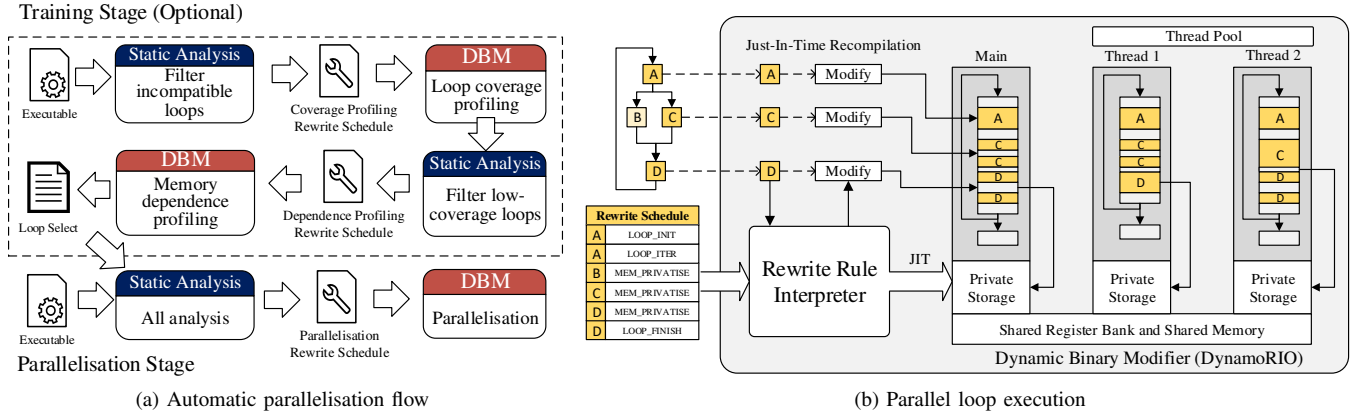 Training Stage (Optional)
Executable
Static Analysis
Filter
incompatible
loops
Coverage Profiling
Rewrite Schedule
DBM
Loop coverage
profiling
Loop Select
DBM
Memory
dependence
profiling
Dependence Profiling
Rewrite Schedule
Static Analysis
Filter low-
coverage loops
Executable
Static Analysis
All analysis
Parallelisation
Rewrite Schedule
DBM
Parallelisation
Parallelisation Stage
(a) Automatic parallelisation flow
Just-In-Time Recompilation
A
B
C
D
A
C
D
Modify
Modify
Modify
Rewrite Schedule
A LOOP_INIT
A LOOP_ITER
B MEM_PRIVATISE
C MEM_PRIVATISE
D MEM_PRIVATISE
D LOOP_FINISH
Rewrite Rule
Interpreter
JIT
Thread Pool
Main
Thread 1
Thread 2
A
C
C
D
D
A
C
C
D
D
A
C
D
D
Private
Storage
Private
Storage
Private
Storage
Shared Register Bank and Shared Memory
Dynamic Binary Modifier (DynamoRIO)
(b) Parallel loop execution